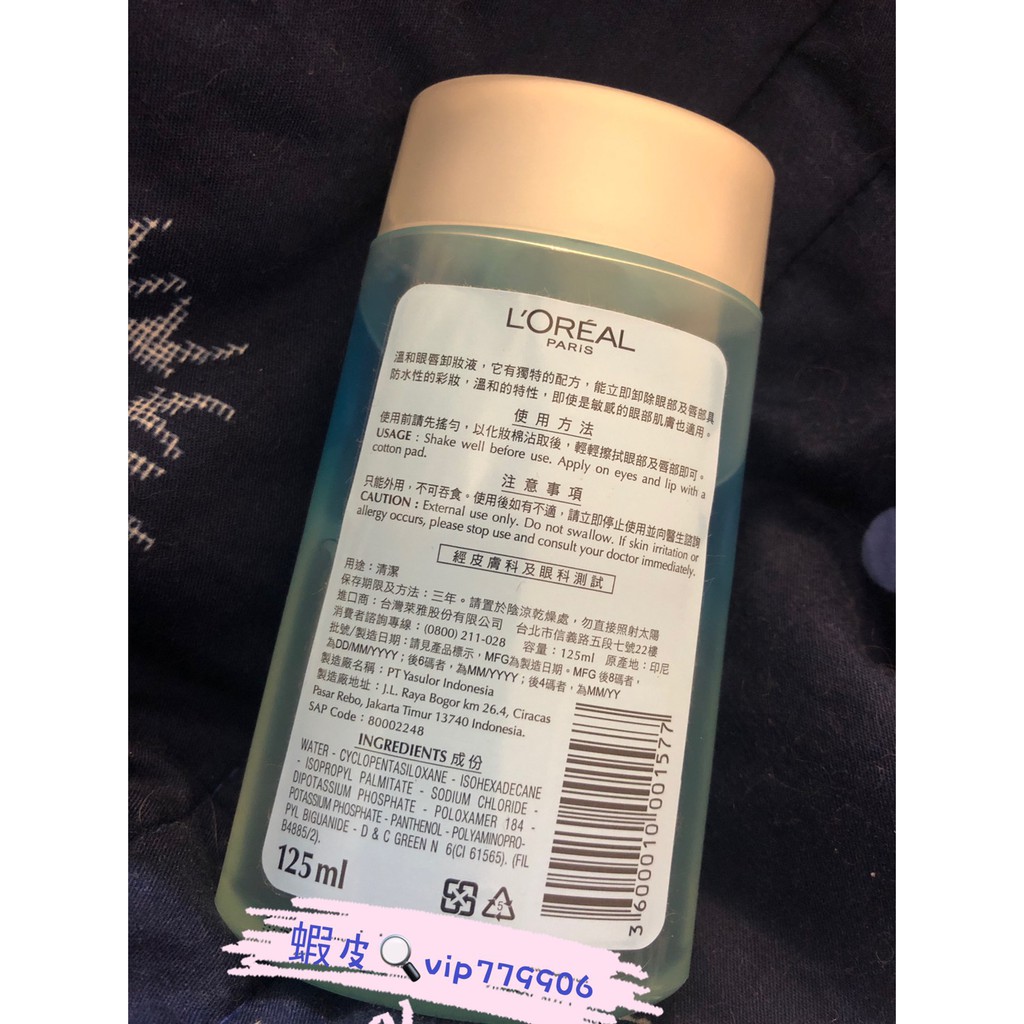 L'ORÉAL
PARIS
溫和眼唇卸妝液，它有獨特的配方，能立即卸除眼部及唇部具
防水性的彩妝，溫和的特性，即使是敏感的眼部肌膚也適用。
使用方法
使用前請先搖勻，以化妝棉沾取後，輕輕擦拭眼部及唇部即可。
USAGE : Shake well before use. Apply on eyes and lip with a
cotton pad.
注意事項
只能外用，不可吞食。使用後如有不適，請立即停止使用並向醫生諮詢
CAUTION : External use only. Do not swallow. If skin irritation or
allergy occurs, please stop use and consult your doctor immediately.
經皮膚科及眼科測試
用途：清潔
保存期限及方法：三年。請置於陰涼乾燥處，勿直接照射太陽
進口商：台灣萊雅股份有限公司 台北市信義路五段七號22樓
消費者諮詢專線：(0800) 211-028 容量：125ml 原產地：印尼
批號/製造日期：請見產品標示，MFG為製造日期。MFG 後8碼者，
為DD/MM/YYYY；後6碼者，為MM/YYYY；後4碼者，為MM/YY
製造廠名稱：PT Yasulor Indonesia
製造廠地址：J.L. Raya Bogor km 26.4, Ciracas
Pasar Rebo, Jakarta Timur 13740 Indonesia.
SAP Code : 80002248
INGREDIENTS 成份
WATER - CYCLOPENTASILOXANE - ISOHEXADECANE
- ISOPROPYL PALMITATE - SODIUM CHLORIDE -
DIPOTASSIUM PHOSPHATE - POLOXAMER 184 -
POTASSIUM PHOSPHATE - PANTHENOL - POLYAMINOPRO-
PYL BIGUANIDE - D & C GREEN N 6(CI 61565). (FIL
B4885/2).
125ml
5
3600010001577
蝦皮🔍vip779906